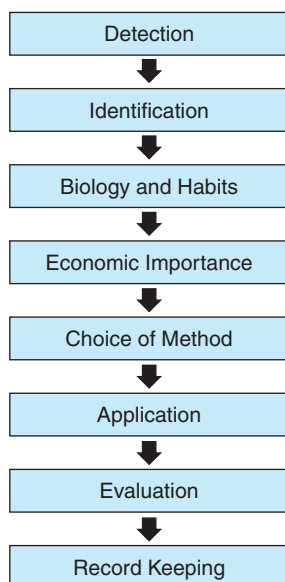 Detection
Identification
Biology and Habits
Economic Importance
Choice of Method
Application
Evaluation
Record Keeping